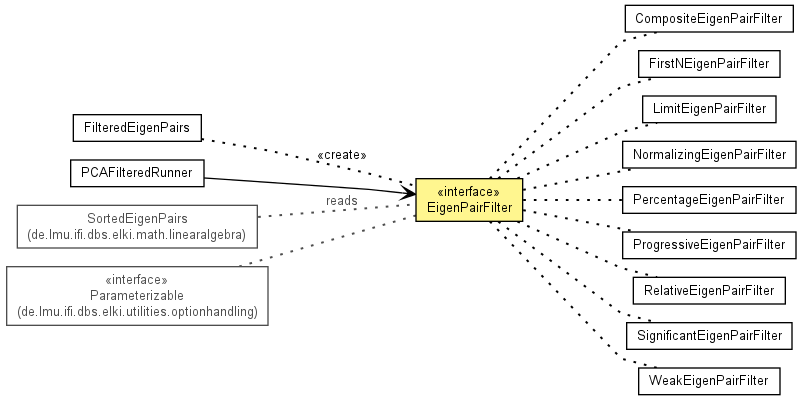 CompositeEigenPairFilter
FirstNEigenPairFilter
LimitEigenPairFilter
FilteredEigenPairs
«create»
NormalizingEigenPairFilter
PCAFilteredRunner
«interface»
EigenPairFilter
reads
PercentageEigenPairFilter
SortedEigenPairs
(de.lmu.ifi.dbs.elki.math.linearalgebra)
ProgressiveEigenPairFilter
«interface»
Parameterizable
(de.lmu.ifi.dbs.elki.utilities.optionhandling)
RelativeEigenPairFilter
SignificantEigenPairFilter
WeakEigenPairFilter